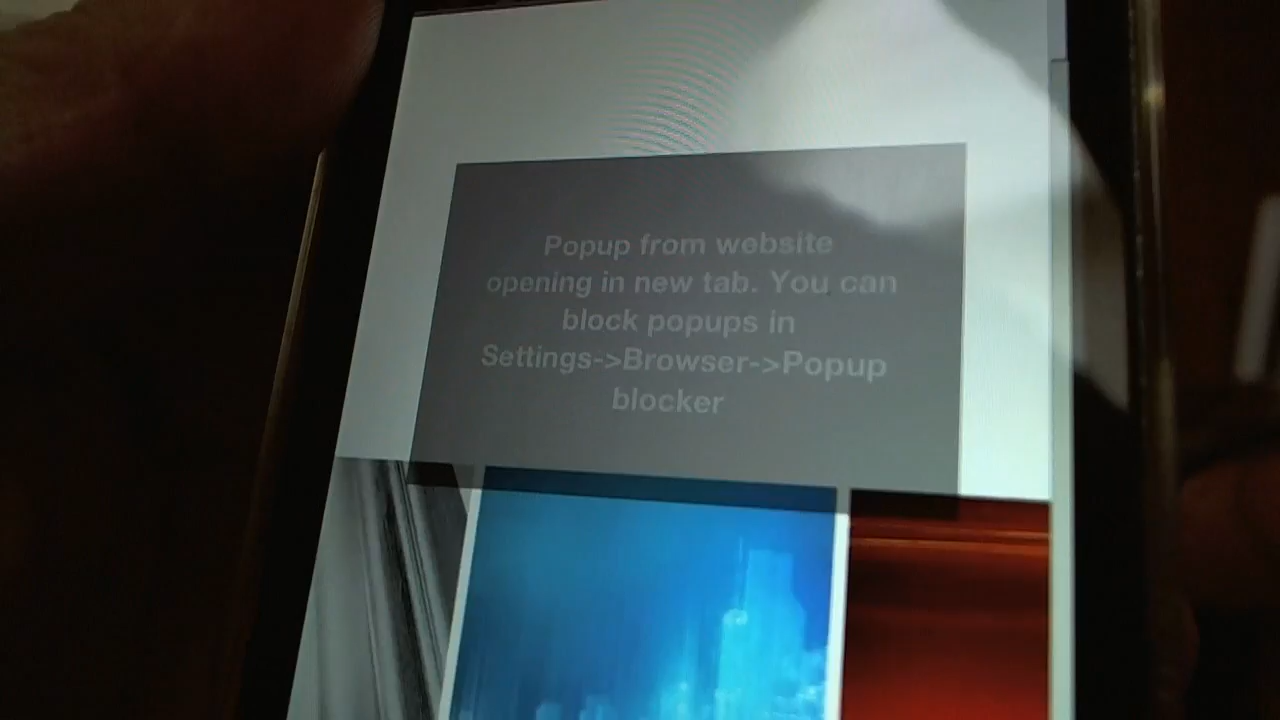 Popup from website
opening in new tab. You can
block popups in
Settings->Browser->Popup
blocker